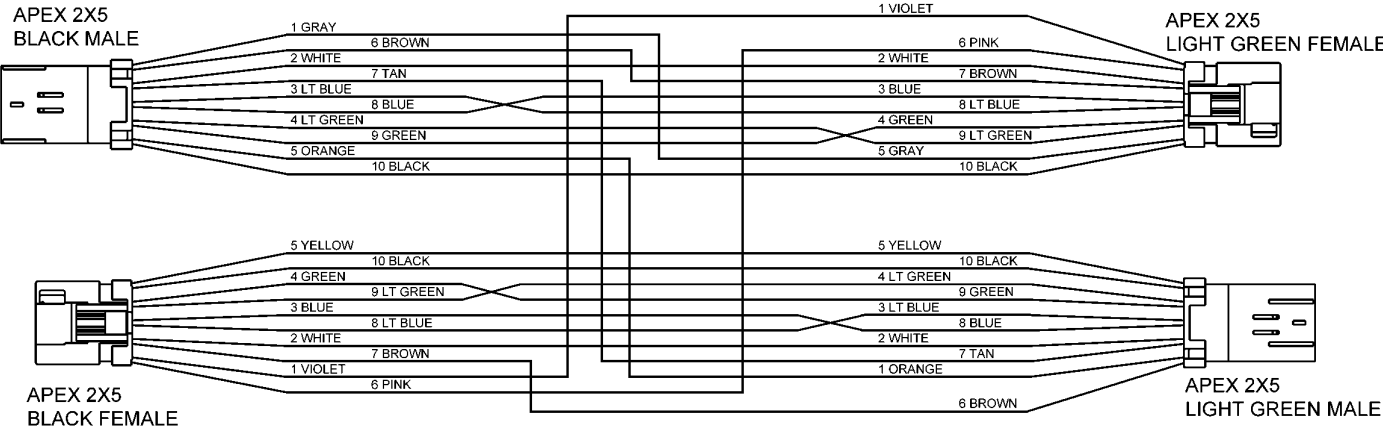 APEX 2X5
BLACK MALE
1 GRAY
6 BROWN
2 WHITE
7 TAN
3 LT BLUE
8 BLUE
4 LT GREEN
9 GREEN
5 ORANGE
10 BLACK
1 VIOLET
6 PINK
2 WHITE
7 BROWN
3 BLUE
8 LT BLUE
4 GREEN
9 LT GREEN
5 GRAY
10 BLACK
APEX 2X5
LIGHT GREEN FEMALE
5 YELLOW
10 BLACK
4 GREEN
9 LT GREEN
3 BLUE
8 LT BLUE
2 WHITE
7 BROWN
1 VIOLET
6 PINK
APEX 2X5
BLACK FEMALE
5 YELLOW
10 BLACK
4 LT GREEN
9 GREEN
3 LT BLUE
8 BLUE
2 WHITE
7 TAN
1 ORANGE
6 BROWN
APEX 2X5
LIGHT GREEN MALE